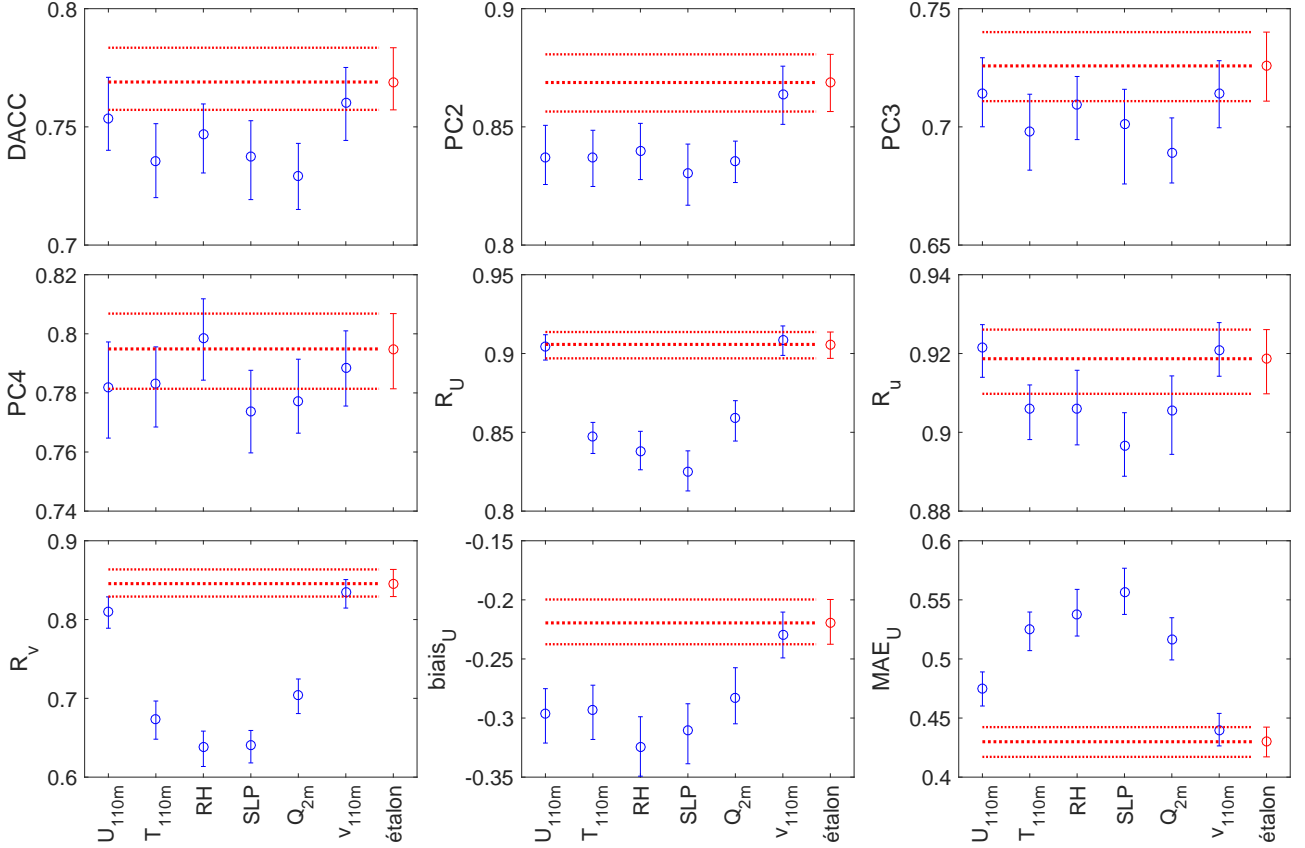 0.8
0.75
0.7
DACC
0.9
0.85
0.8
PC2
0.75
0.7
0.65
PC3
0.82
0.8
0.78
0.76
0.74
PC4
0.95
0.9
0.85
0.8
R_U
0.94
0.92
0.9
0.88
R_u
0.9
0.8
0.7
0.6
R_v
-0.15
-0.2
-0.25
-0.3
-0.35
biais_U
0.6
0.55
0.5
0.45
0.4
MAE_U
U_110m
T_110m
RH
SLP
Q_2m
v_110m
étalon
U_110m
T_110m
RH
SLP
Q_2m
v_110m
étalon
U_110m
T_110m
RH
SLP
Q_2m
v_110m
étalon